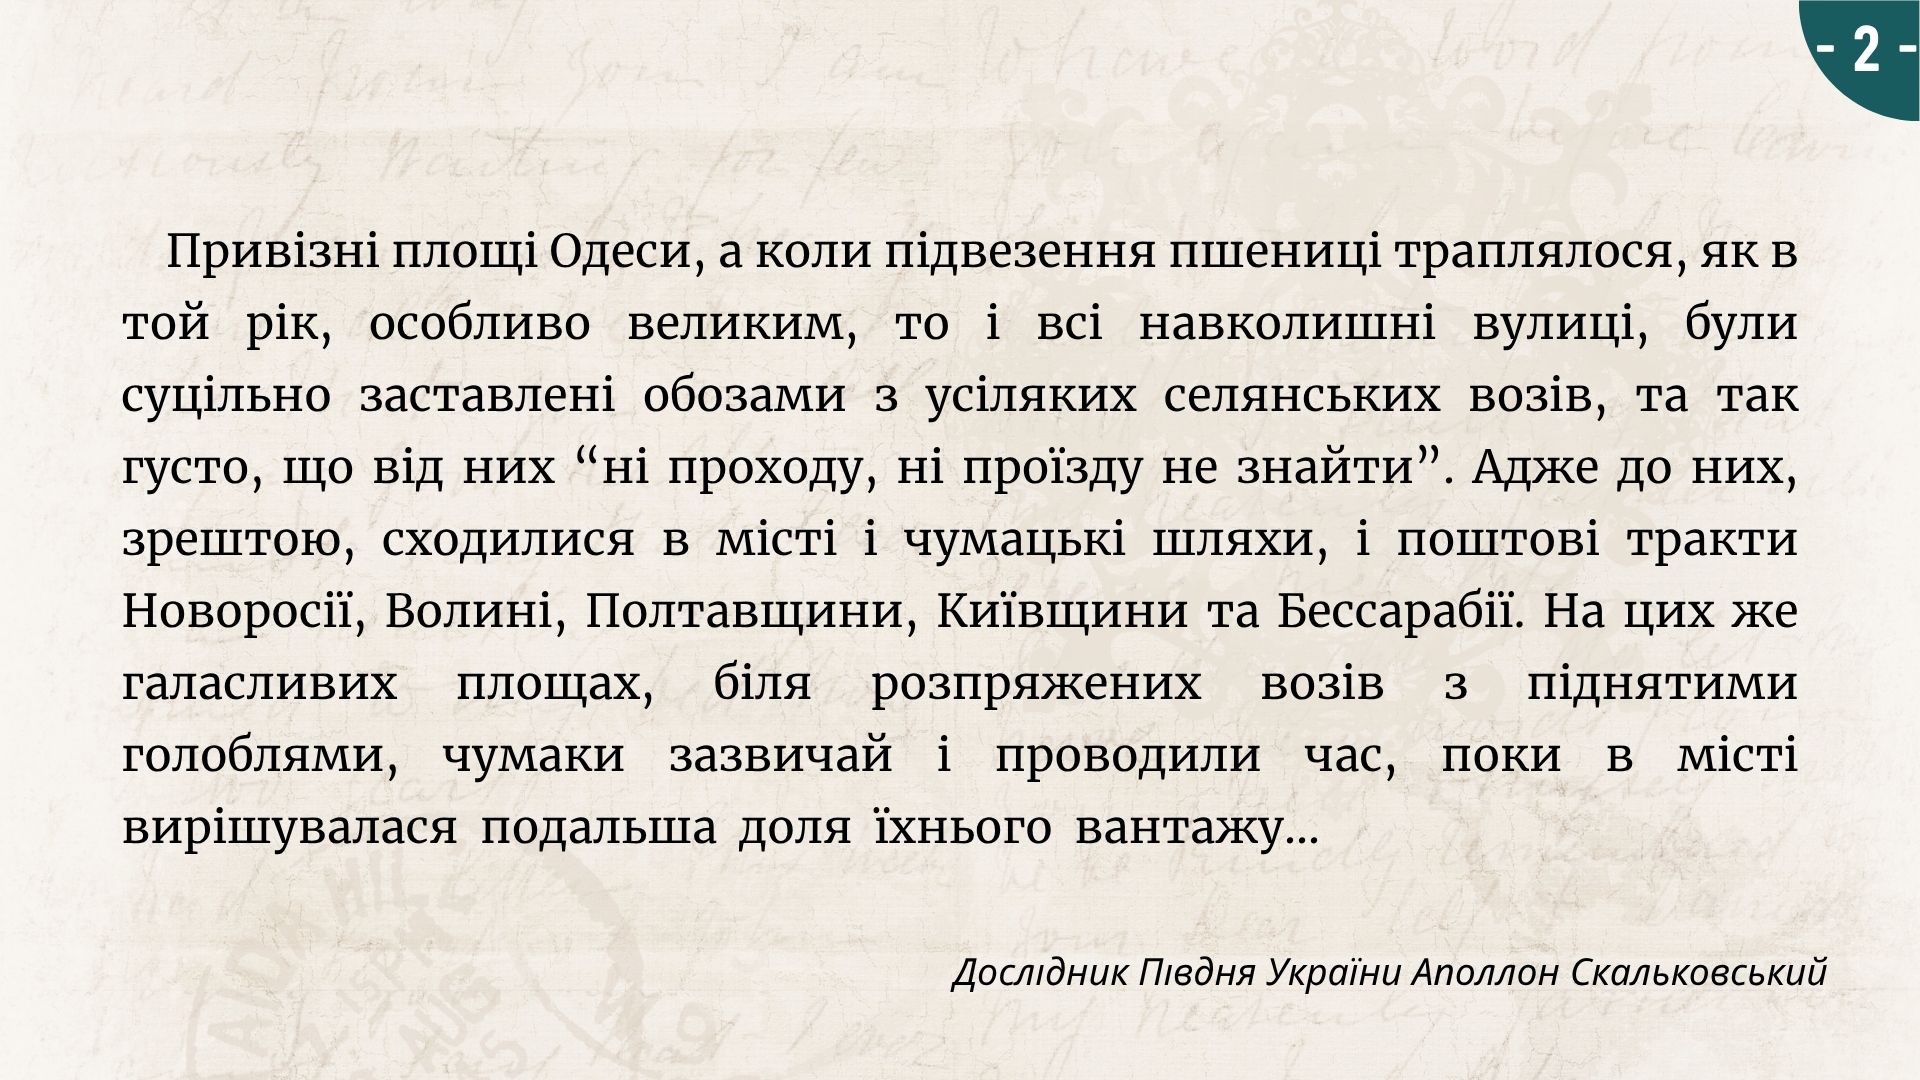 - 2 -
Привізні площі Одеси, а коли підвезення пшениці траплялося, як в
той рік, особливо великим, то і всі навколишні вулиці, були
суцільно заставлені обозами з усіляких селянських возів, та так
густо, що від них “ні проходу, ні проїзду не знайти”. Адже до них,
зрештою, сходилися в місті і чумацькі шляхи, і поштові тракти
Новоросії, Волині, Полтавщини, Київщини та Бессарабії. На цих же
галасливих площах, біля розпряжених возів з піднятими
голоблями, чумаки зазвичай і проводили час, поки в місті
вирішувалася подальша доля їхнього вантажу...
Дослідник Півдня України Аполлон Скальковський